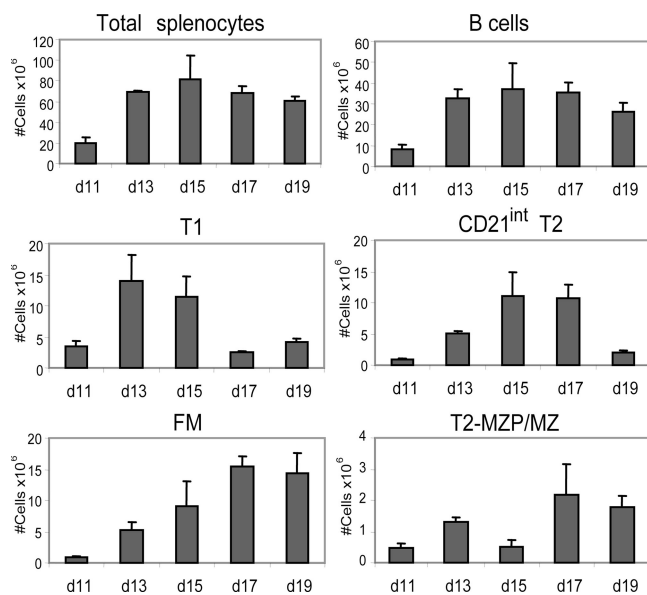 Total splenocytes
#Cells x10^6
120
100
80
60
40
20
0
d11 d13 d15 d17 d19
B cells
#Cells x10^6
60
50
40
30
20
10
0
d11 d13 d15 d17 d19
T1
#Cells x10^6
20
15
10
5
0
d11 d13 d15 d17 d19
CD21^int T2
#Cells x10^6
20
15
10
5
0
d11 d13 d15 d17 d19
FM
#Cells x10^6
20
15
10
5
0
d11 d13 d15 d17 d19
T2-MZP/MZ
#Cells x10^6
4
3
2
1
0
d11 d13 d15 d17 d19